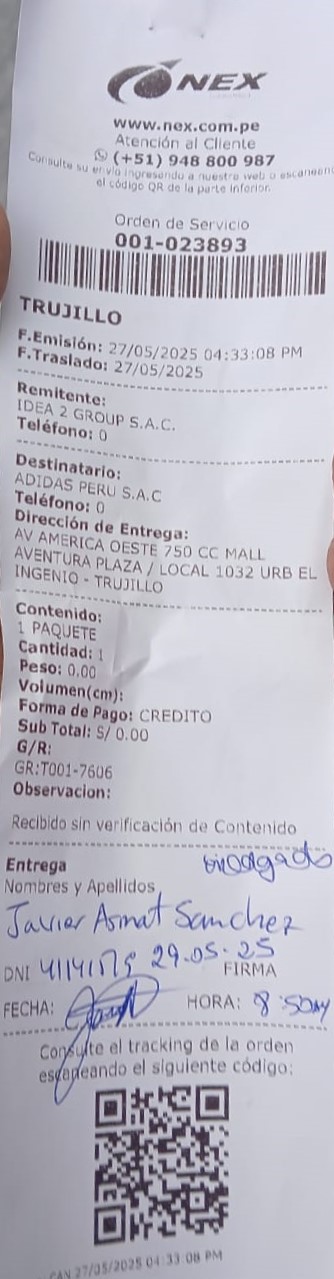 NEX
www.nex.com.pe
Atención al Cliente
(+51) 948 800 987
Consulte su envío ingresando a nuestra web o escaneen
el código QR de la parte inferior.
Orden de Servicio
001-023893
TRUJILLO
F.Emisión: 27/05/2025 04:33:08 PM
F.Traslado: 27/05/2025
Remitente:
IDEA 2 GROUP S.A.C.
Teléfono: 0
Destinatario:
ADIDAS PERU S.A.C
Teléfono: 0
Dirección de Entrega:
AV AMERICA OESTE 750 CC MALL
AVENTURA PLAZA / LOCAL 1032 URB EL
INGENIO - TRUJILLO
Contenido:
1 PAQUETE
Cantidad: 1
Peso: 0.00
Volumen(cm):
Forma de Pago: CREDITO
Sub Total: S/ 0.00
G/R:
GR:T001-7606
Observacion:
Recibido sin verificación de Contenido
Entrega
Nombres y Apellidos
Javier Asmat Sanchez
DNI 29-05-25
FIRMA
FECHA: HORA: 8:50AM
Consulte el tracking de la orden
escaneando el siguiente código:
CAN 27/05/2025 04:33:08 PM